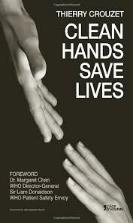 THIERRY CROUZET
CLEAN
HANDS
SAVE
LIVES
FOREWORD
Dr. Margaret Chan
WHO Director-General
Sir Liam Donaldson
WHO Patient Safety Envoy